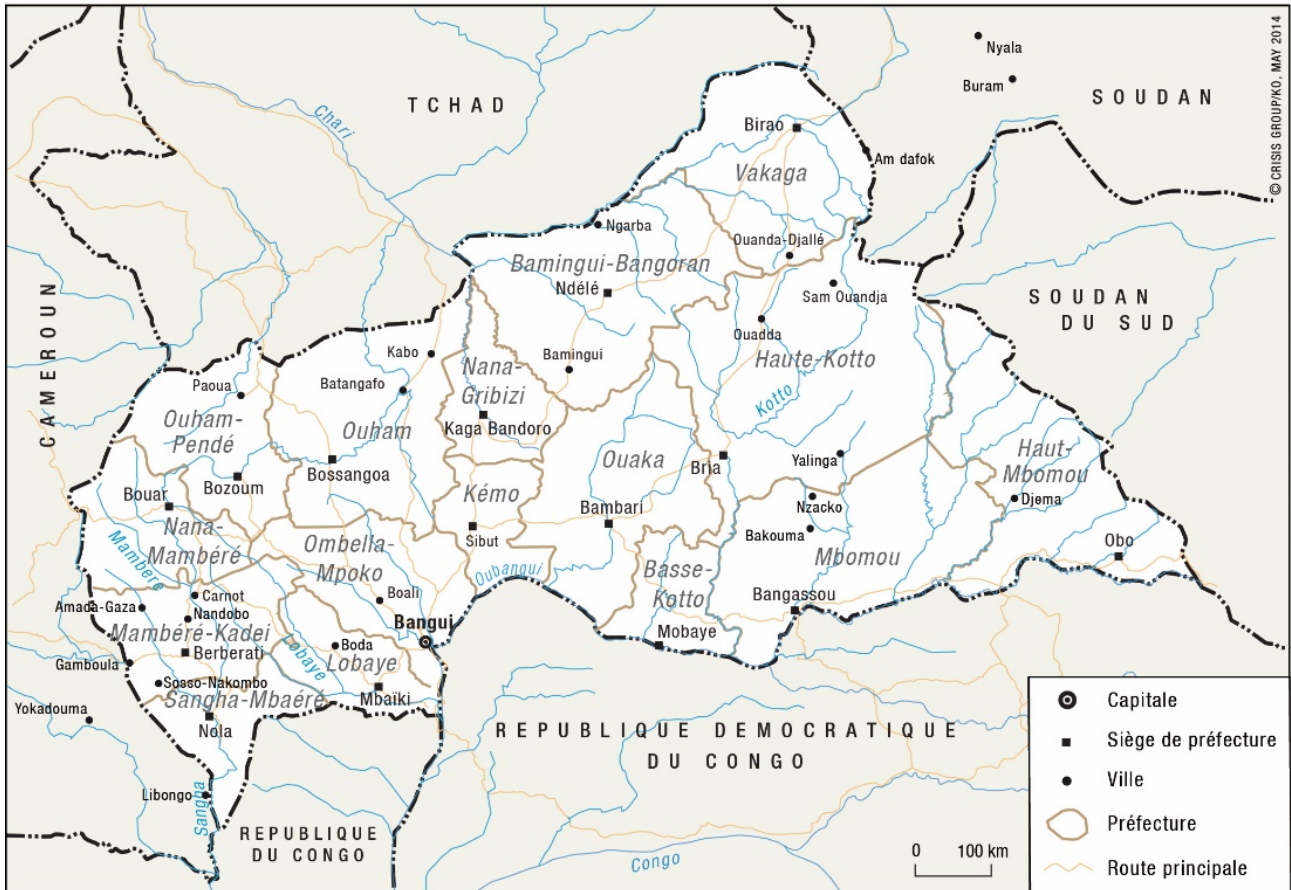 © CRISIS GROUP/KO, MAY 2014
Nyala
Buram
SOUDAN
TCHAD
Chari
Birao
Am dafok
Vakaga
Ngarba
Ouanda-Djallé
Bamingui-Bangoran
Ndélé
Sam Ouandja
SOUDAN
DU SUD
CAMEROUN
Ouadda
Kabo
Nana-
Gribizi
Bamingui
Haute-Kotto
Paoua
Batangafo
Kotto
Ouham-
Pendé
Ouham
Kaga Bandoro
Ouaka
Bria
Yalinga
Haut-
Mbomou
Bossangoa
Bozoum
Bouar
Kémo
Nzacko
Djema
Nana-
Mambéré
Mambéré
Sibut
Bambari
Bakouma
Mbomou
Obo
Ombella-
Mpoko
Oubangui
Basse-
Kotto
Bangassou
Carnot
Boali
Amada-Gaza
Nandobo
Mambéré-Kadei
Bangui
Mobaye
Berberati
Boda
Lobaye
Lobaye
Gamboula
Sosso-Nakombo
Sangha-Mbaéré
Mbaïki
Yokadouma
Nola
REPUBLIQUE DEMOCRATIQUE
DU CONGO
Libongo
Sangha
REPUBLIQUE
DU CONGO
Congo
0 100 km
Capitale
Siège de préfecture
Ville
Préfecture
Route principale